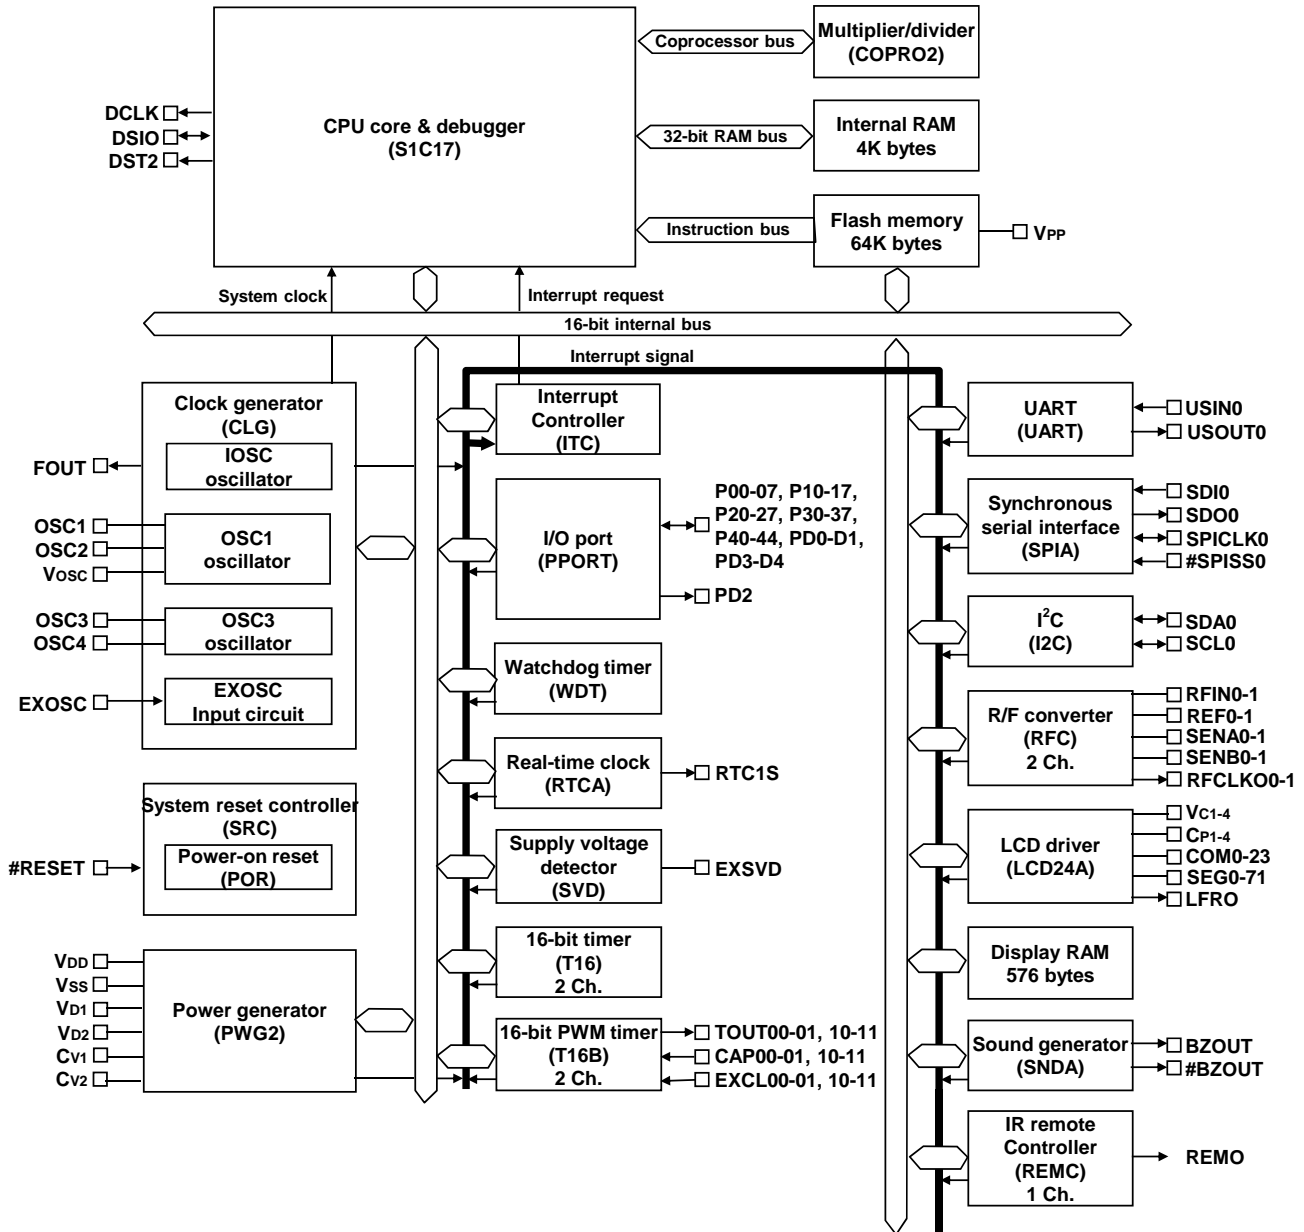 CPU core & debugger
(S1C17)
DCLK
DSIO
DST2
Coprocessor bus
Multiplier/divider
(COPRO2)
32-bit RAM bus
Internal RAM
4K bytes
Instruction bus
Flash memory
64K bytes
VPP
System clock
Interrupt request
16-bit internal bus
Interrupt signal
Clock generator
(CLG)
IOSC
oscillator
FOUT
OSC1
OSC2
VOSC
OSC1
oscillator
OSC3
OSC4
OSC3
oscillator
EXOSC
EXOSC
Input circuit
System reset controller
(SRC)
#RESET
Power-on reset
(POR)
VDD
VSS
VD1
VD2
CV1
CV2
Power generator
(PWG2)
Interrupt
Controller
(ITC)
I/O port
(PPORT)
P00-07, P10-17,
P20-27, P30-37,
P40-44, PD0-D1,
PD3-D4
PD2
Watchdog timer
(WDT)
Real-time clock
(RTCA)
RTC1S
Supply voltage
detector
(SVD)
EXSVD
16-bit timer
(T16)
2 Ch.
16-bit PWM timer
(T16B)
2 Ch.
TOUT00-01, 10-11
CAP00-01, 10-11
EXCL00-01, 10-11
UART
(UART)
USIN0
USOUT0
Synchronous
serial interface
(SPIA)
SDI0
SDO0
SPICLK0
#SPISS0
I2C
(I2C)
SDA0
SCL0
R/F converter
(RFC)
2 Ch.
RFIN0-1
REF0-1
SENA0-1
SENB0-1
RFCLKO0-1
LCD driver
(LCD24A)
VC1-4
CP1-4
COM0-23
SEG0-71
LFRO
Display RAM
576 bytes
Sound generator
(SNDA)
BZOUT
#BZOUT
IR remote
Controller
(REMC)
1 Ch.
REMO